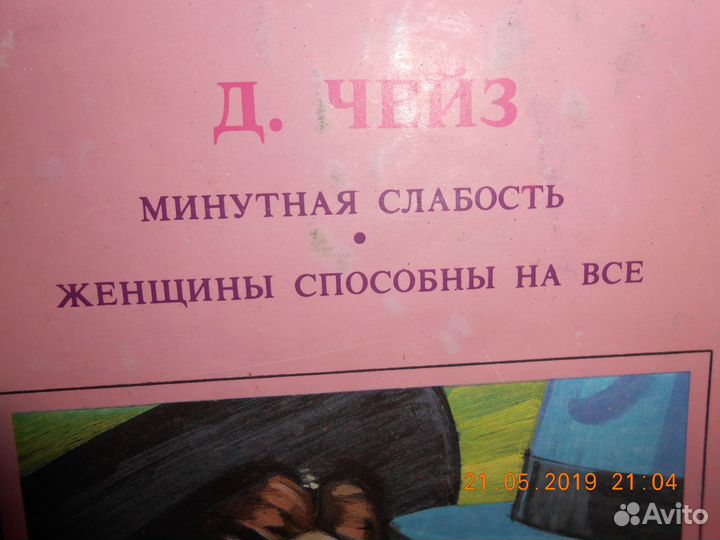 Д. ЧЕЙЗ
МИНУТНАЯ СЛАБОСТЬ
•
ЖЕНЩИНЫ СПОСОБНЫ НА ВСЕ
21.05.2019 21:04
Avito